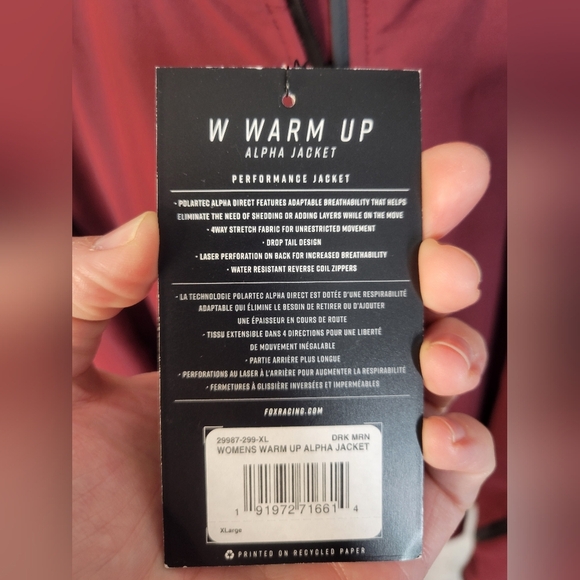 W WARM UP
ALPHA JACKET
PERFORMANCE JACKET
• POLARTEC ALPHA DIRECT FEATURES ADAPTABLE BREATHABILITY THAT HELPS
ELIMINATE THE NEED OF SHEDDING OR ADDING LAYERS WHILE ON THE MOVE
• 4WAY STRETCH FABRIC FOR UNRESTRICTED MOVEMENT
• DROP TAIL DESIGN
• LASER PERFORATION ON BACK FOR INCREASED BREATHABILITY
• WATER RESISTANT REVERSE COIL ZIPPERS
• LA TECHNOLOGIE POLARTEC ALPHA DIRECT EST DOTÉE D'UNE RESPIRABILITÉ
ADAPTABLE QUI ÉLIMINE LE BESOIN DE RETIRER OU D'AJOUTER
UNE ÉPAISSEUR EN COURS DE ROUTE
• TISSU EXTENSIBLE DANS 4 DIRECTIONS POUR UNE LIBERTÉ
DE MOUVEMENT INÉGALABLE
• PARTIE ARRIÈRE PLUS LONGUE
• PERFORATIONS AU LASER À L'ARRIÈRE POUR AUGMENTER LA RESPIRABILITÉ
• FERMETURES À GLISSIÈRE INVERSÉES ET IMPERMÉABLES
FOXRACING.COM
29987-299-XL DRK MRN
WOMENS WARM UP ALPHA JACKET
1 91972 71661 4
XLarge
PRINTED ON RECYCLED PAPER